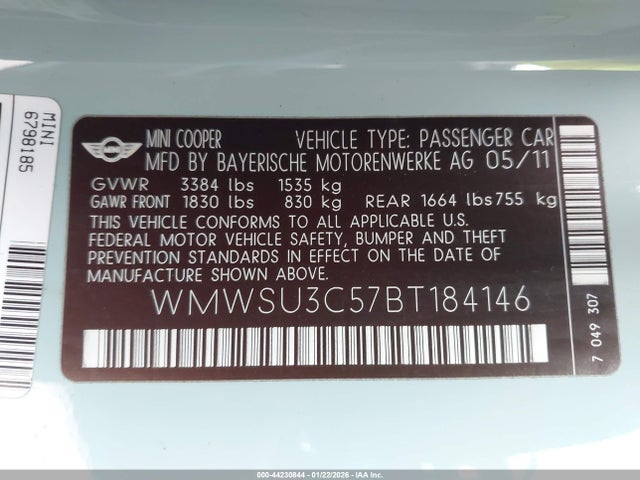 MINI
6798185
MINI
MINI COOPER VEHICLE TYPE: PASSENGER CAR
MFD BY BAYERISCHE MOTORENWERKE AG 05/11
GVWR 3384 lbs 1535 kg
GAWR FRONT 1830 lbs 830 kg REAR 1664 lbs 755 kg
THIS VEHICLE CONFORMS TO ALL APPLICABLE U.S.
FEDERAL MOTOR VEHICLE SAFETY, BUMPER AND THEFT
PREVENTION STANDARDS IN EFFECT ON THE DATE OF
MANUFACTURE SHOWN ABOVE.
WMWSU3C57BT184146
7 049 307
000-44230844 - 01/22/2026 - IAA Inc.